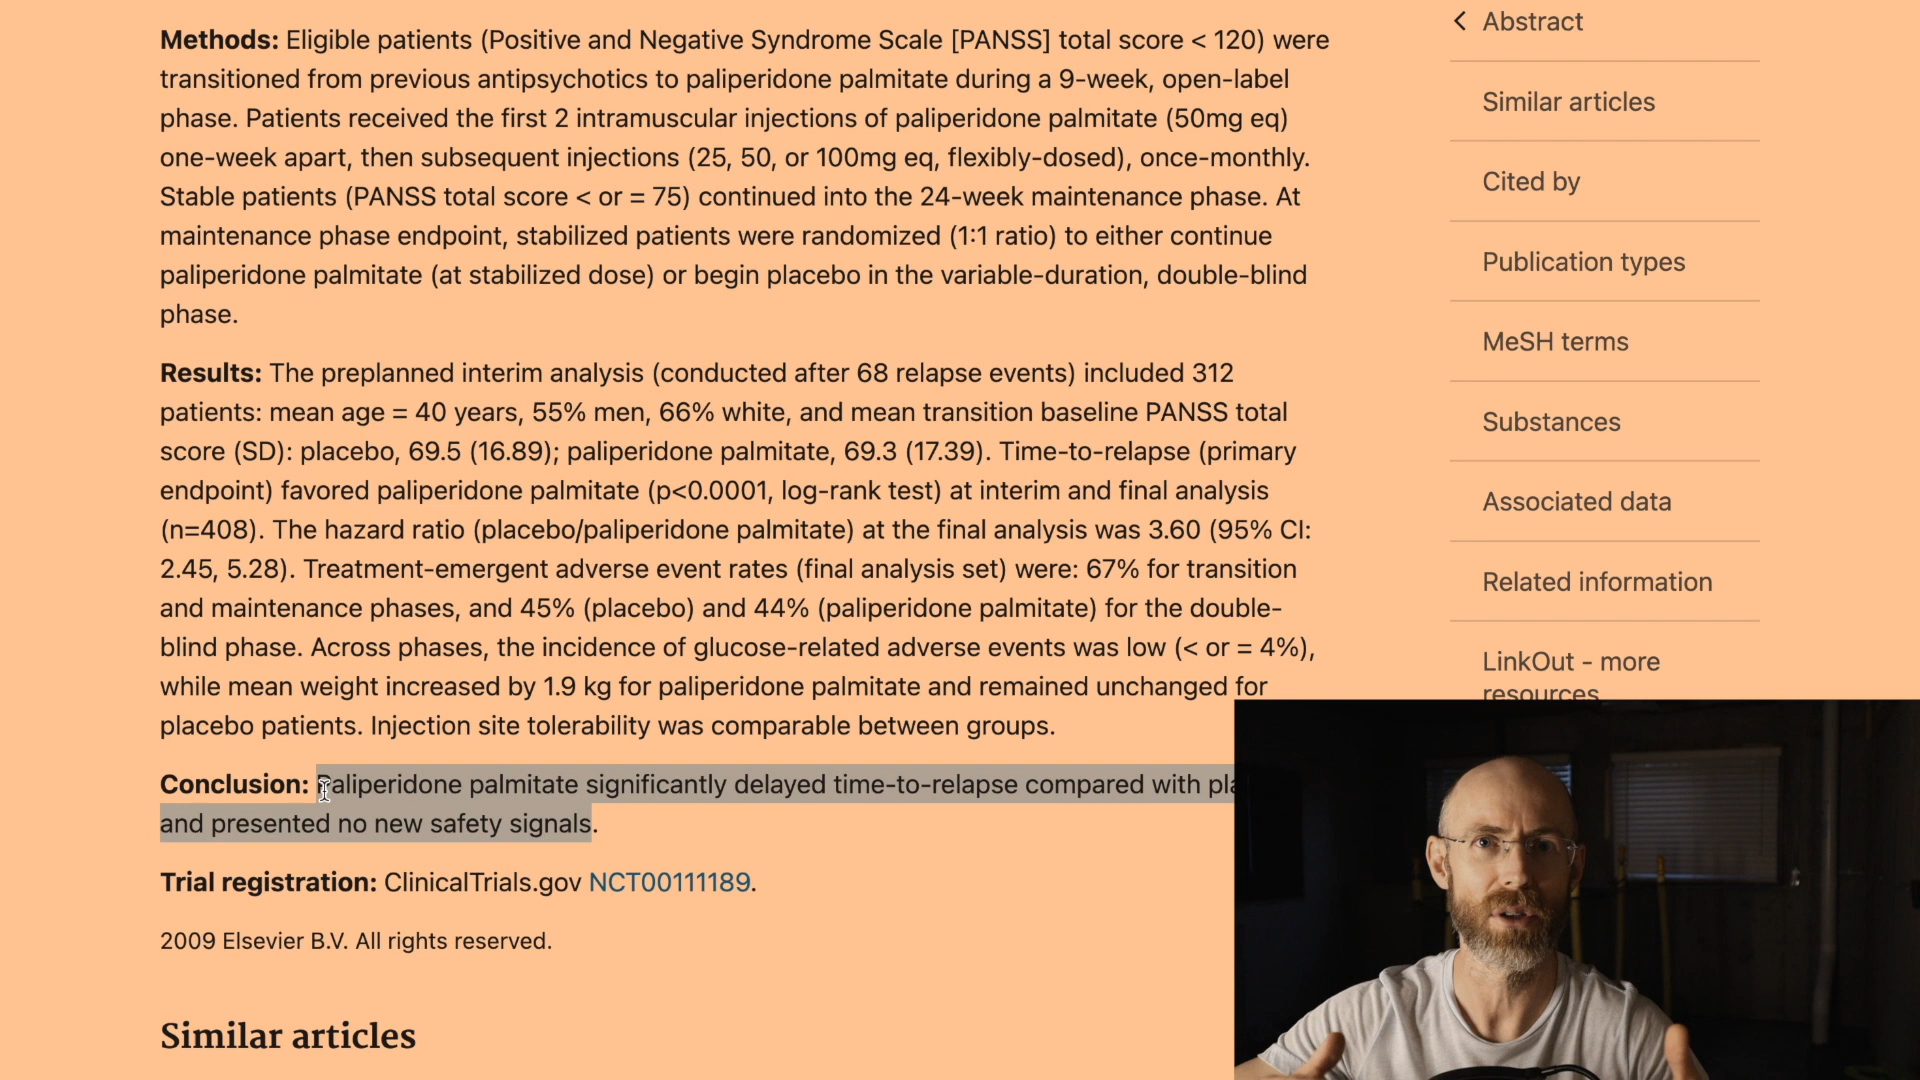 Methods: Eligible patients (Positive and Negative Syndrome Scale [PANSS] total score < 120) were
transitioned from previous antipsychotics to paliperidone palmitate during a 9-week, open-label
phase. Patients received the first 2 intramuscular injections of paliperidone palmitate (50mg eq)
one-week apart, then subsequent injections (25, 50, or 100mg eq, flexibly-dosed), once-monthly.
Stable patients (PANSS total score < or = 75) continued into the 24-week maintenance phase. At
maintenance phase endpoint, stabilized patients were randomized (1:1 ratio) to either continue
paliperidone palmitate (at stabilized dose) or begin placebo in the variable-duration, double-blind
phase.
Results: The preplanned interim analysis (conducted after 68 relapse events) included 312
patients: mean age = 40 years, 55% men, 66% white, and mean transition baseline PANSS total
score (SD): placebo, 69.5 (16.89); paliperidone palmitate, 69.3 (17.39). Time-to-relapse (primary
endpoint) favored paliperidone palmitate (p<0.0001, log-rank test) at interim and final analysis
(n=408). The hazard ratio (placebo/paliperidone palmitate) at the final analysis was 3.60 (95% CI:
2.45, 5.28). Treatment-emergent adverse event rates (final analysis set) were: 67% for transition
and maintenance phases, and 45% (placebo) and 44% (paliperidone palmitate) for the double-
blind phase. Across phases, the incidence of glucose-related adverse events was low (< or = 4%),
while mean weight increased by 1.9 kg for paliperidone palmitate and remained unchanged for
placebo patients. Injection site tolerability was comparable between groups.
Conclusion: Paliperidone palmitate significantly delayed time-to-relapse compared with
and presented no new safety signals.
Trial registration: ClinicalTrials.gov NCT00111189.
2009 Elsevier B.V. All rights reserved.
Similar articles
Abstract
Similar articles
Cited by
Publication types
MeSH terms
Substances
Associated data
Related information
LinkOut - more
resources